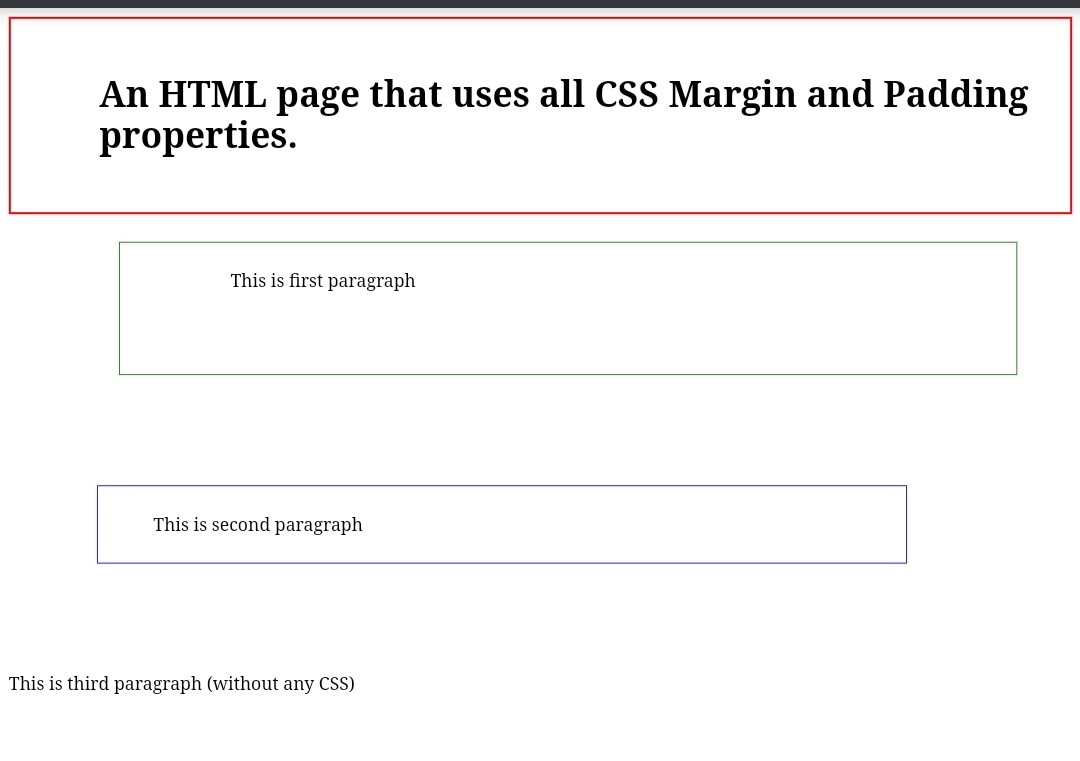 An HTML page that uses all CSS Margin and Padding
properties.
This is first paragraph
This is second paragraph
This is third paragraph (without any CSS)